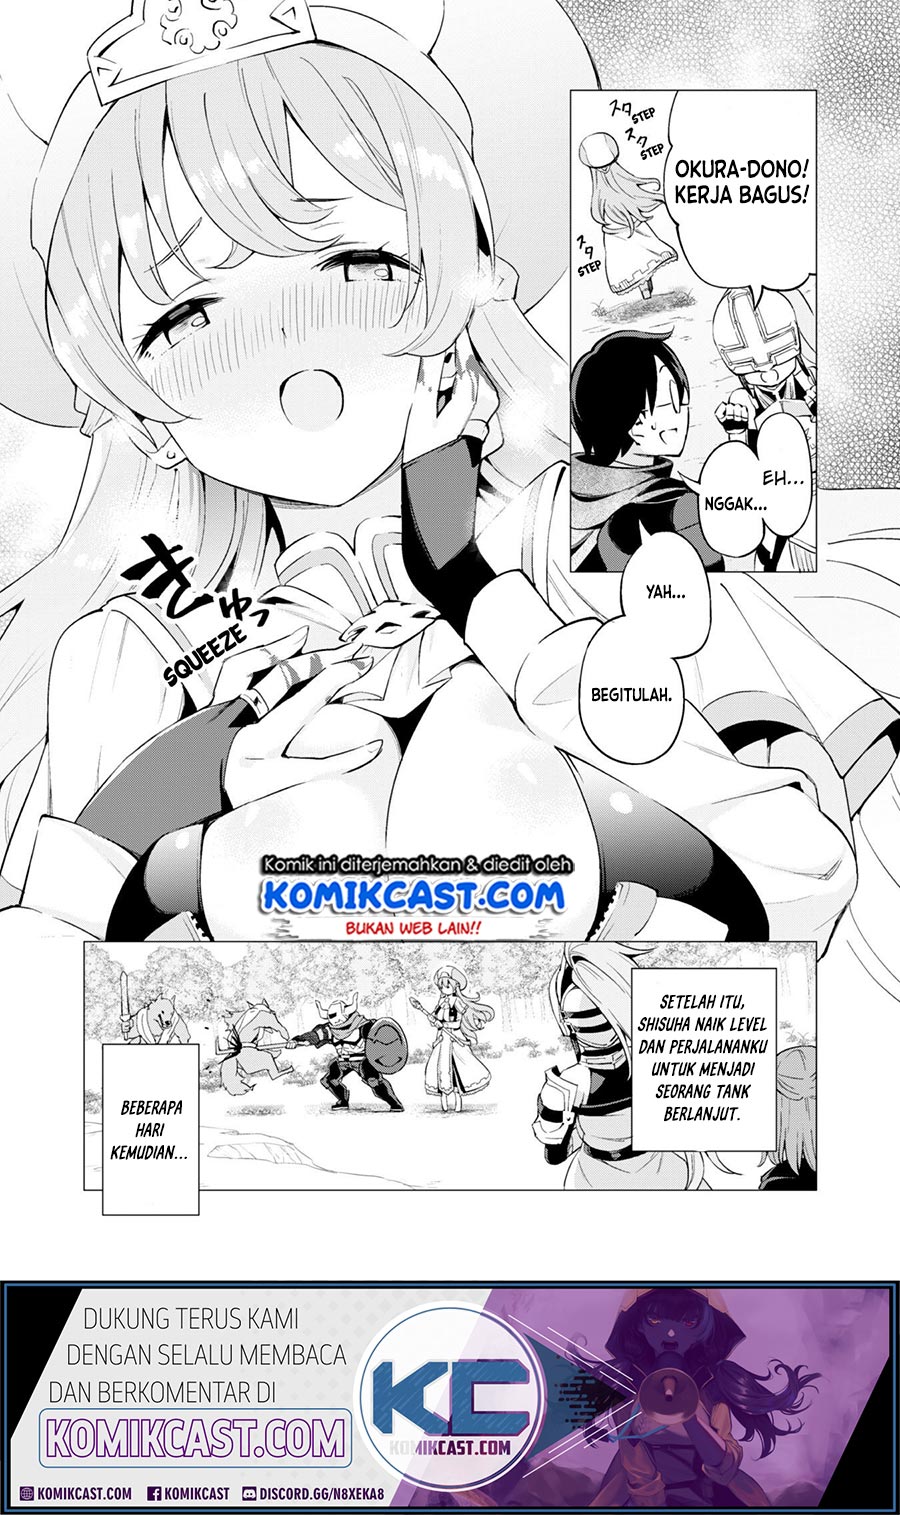 スタ
STEP
スタ
STEP
スタ
STEP
OKURA-DONO!
KERJA BAGUS!
EH...
NGGAK...
YAH...
BEGITULAH.
きゅっ
SQUEEZE
Komik ini diterjemahkan & diedit oleh
KOMIKCAST.COM
BUKAN WEB LAIN!!
SETELAH ITU,
SHISUHA NAIK LEVEL
DAN PERJALANANKU
UNTUK MENJADI
SEORANG TANK
BERLANJUT.
BEBERAPA
HARI
KEMUDIAN...
DUKUNG TERUS KAMI
DENGAN SELALU MEMBACA
DAN BERKOMENTAR DI
KOMIKCAST.COM
KC
KOMIKCAST.COM
KOMIKCAST.COM
KOMIKCAST
DISCORD.GG/N8XEKA8